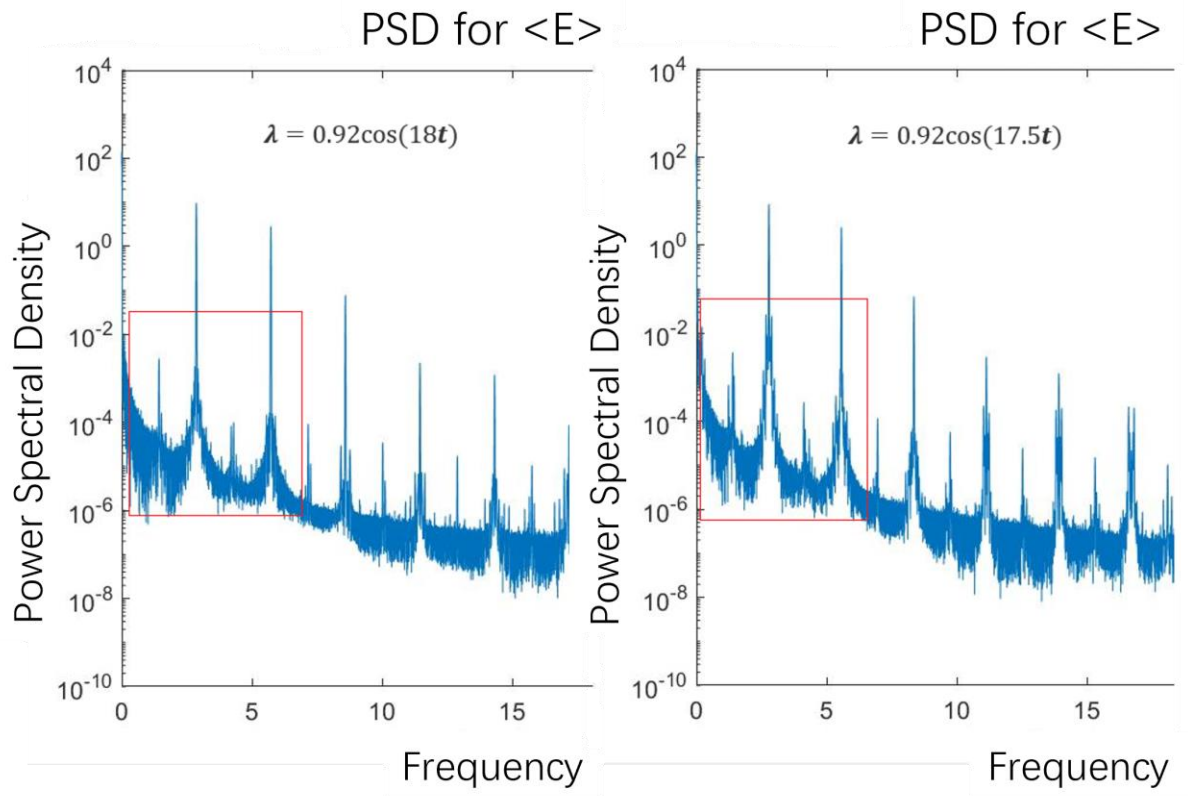 PSD for <E>
10^4
10^2
10^0
10^-2
10^-4
10^-6
10^-8
10^-10
Power Spectral Density
λ = 0.92cos(18t)
0 5 10 15
Frequency
PSD for <E>
10^4
10^2
10^0
10^-2
10^-4
10^-6
10^-8
10^-10
Power Spectral Density
λ = 0.92cos(17.5t)
0 5 10 15
Frequency